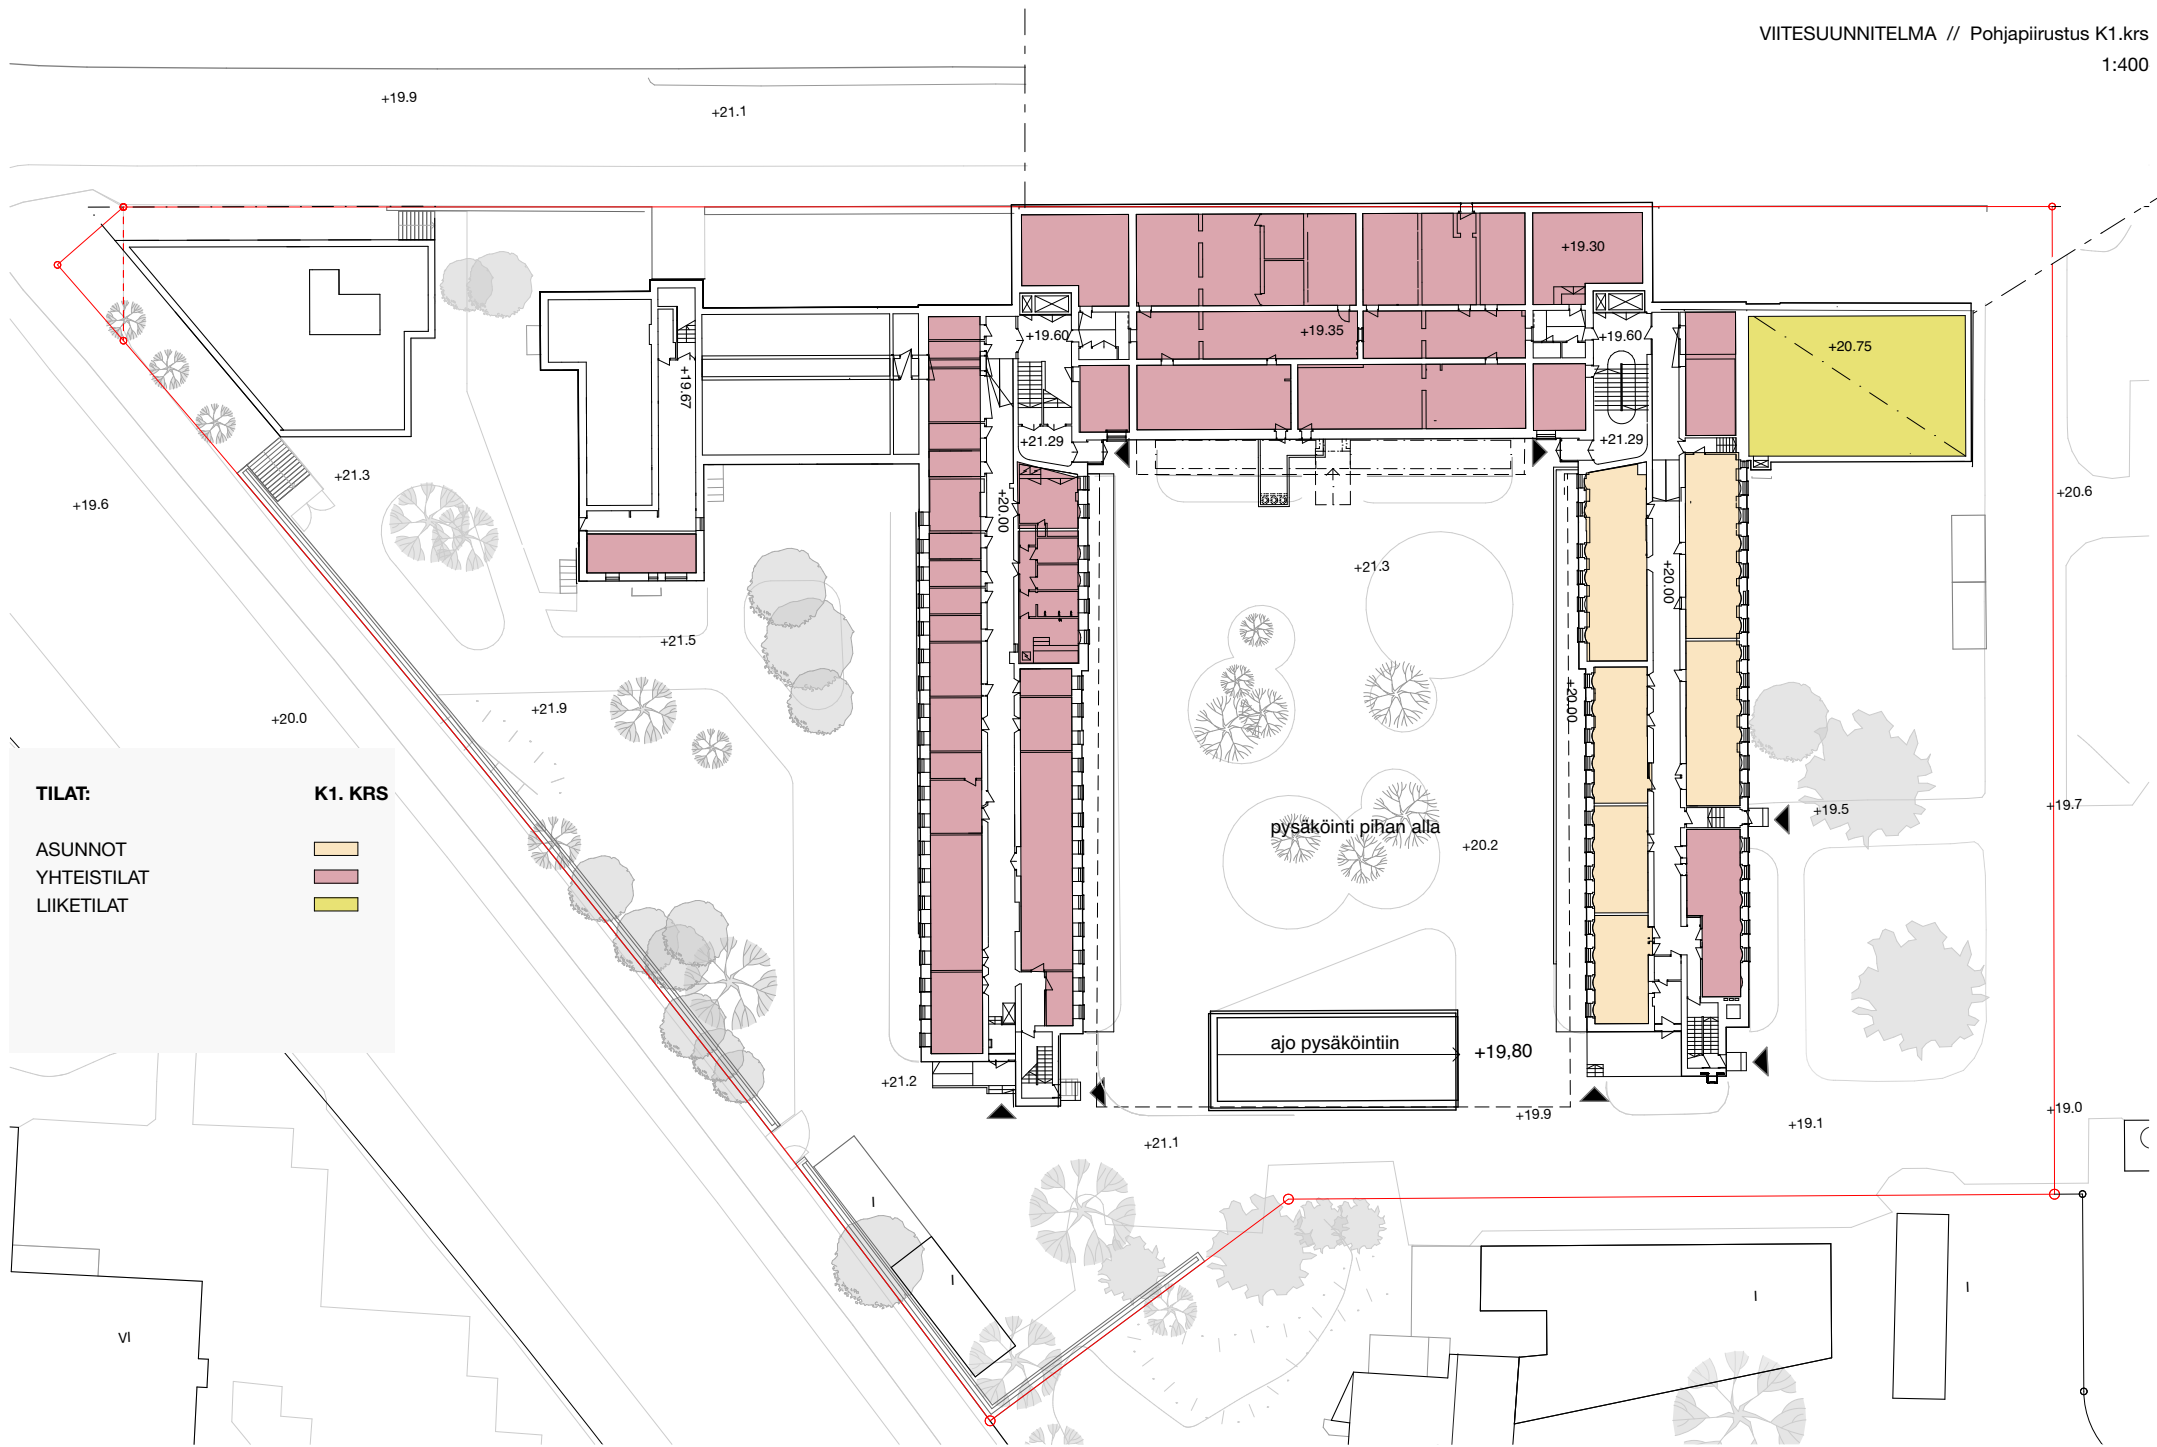 VIITESUUNNITELMA // Pohjapiirustus K1.krs
1:400
+19.9
+21.1
+19.30
+19.60
+19.35
+19.60
+20.75
+19.67
+21.29
+21.29
+21.3
+19.6
+20.00
+20.6
+21.3
+20.00
+21.5
+20.00
+21.9
+20.0
TILAT: K1. KRS
ASUNNOT
YHTEISTILAT
LIIKETILAT
+19.7
+19.5
pysäköinti pihan alla
+20.2
ajo pysäköintiin
+19,80
+21.2
+19.9
+19.0
+19.1
+21.1
I
I
I
I
VI